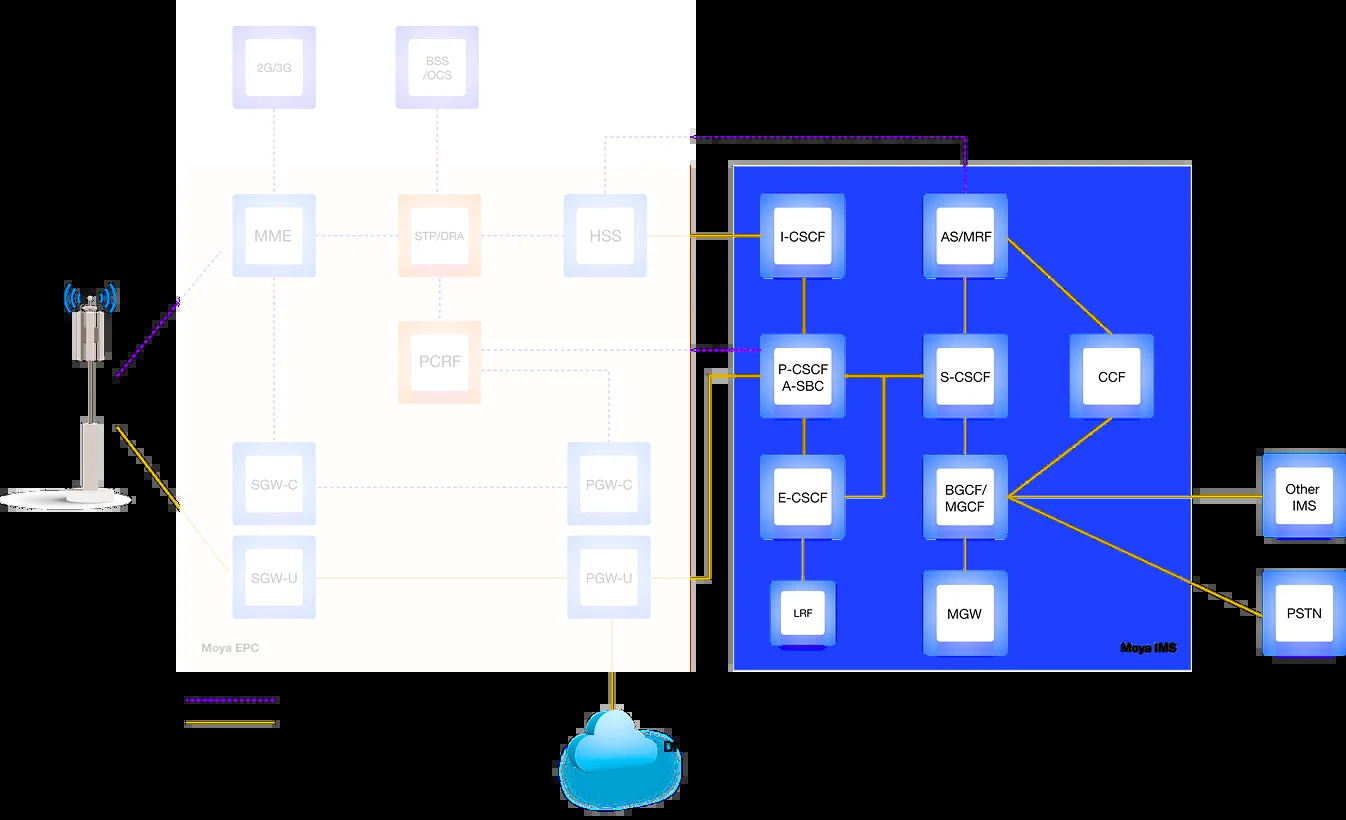 2G/3G
BSS
/OCS
MME
STP/DRA
HSS
I-CSCF
AS/MRF
PCRF
P-CSCF
A-SBC
S-CSCF
CCF
SGW-C
PGW-C
E-CSCF
BGCF/
MGCF
Other
IMS
SGW-U
PGW-U
LRF
MGW
PSTN
Moya EPC
Moya IMS